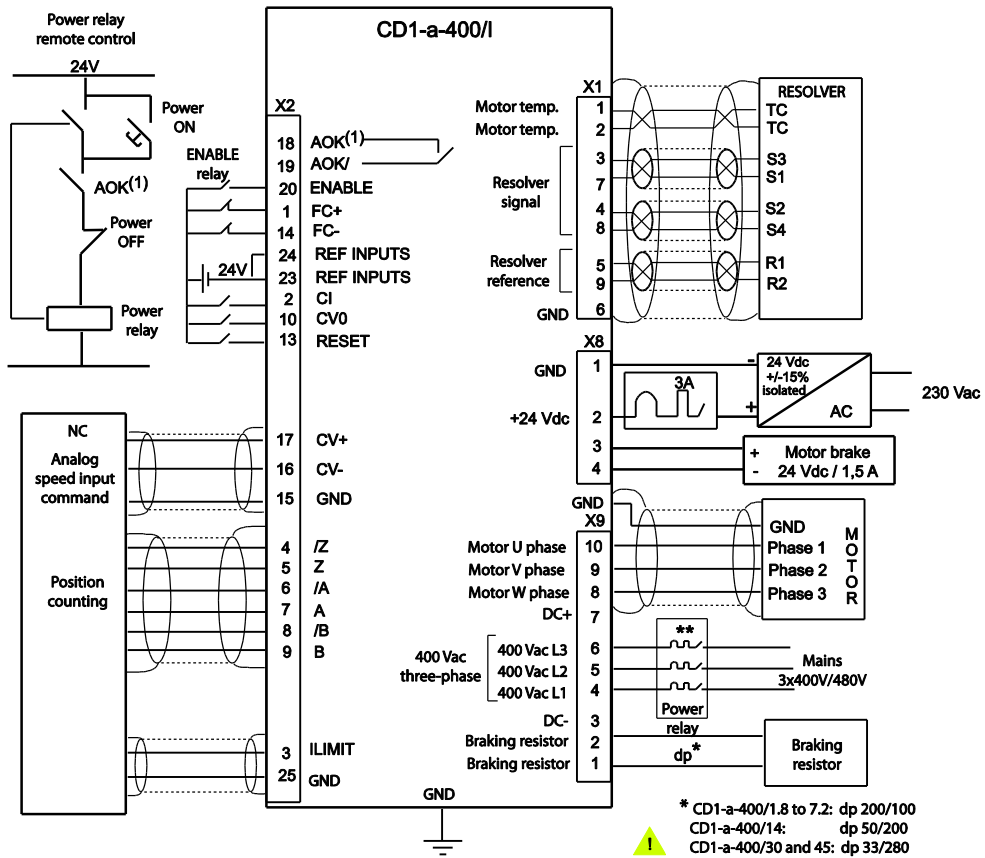 CD1-a-400/I
Power relay
remote control
24V
Power
ON
AOK(1)
Power
OFF
Power
relay
ENABLE
relay
24V
X2
18 AOK(1)
19 AOK/
20 ENABLE
1 FC+
14 FC-
24 REF INPUTS
23 REF INPUTS
2 CI
10 CV0
13 RESET
17 CV+
16 CV-
15 GND
4 /Z
5 Z
6 /A
7 A
8 /B
9 B
3 ILIMIT
25 GND
NC
Analog
speed input
command
Position
counting
GND
X1
Motor temp. 1
Motor temp. 2
Resolver
signal
3
7
4
8
Resolver
reference
5
9
GND 6
RESOLVER
TC
TC
S3
S1
S2
S4
R1
R2
X8
GND 1
+24 Vdc 2
3
4
3A
-
+
24 Vdc
+/-15%
isolated
AC
230 Vac
+ Motor brake
- 24 Vdc / 1,5 A
GND
X9
Motor U phase 10
Motor V phase 9
Motor W phase 8
DC+ 7
400 Vac
three-phase
400 Vac L3 6
400 Vac L2 5
400 Vac L1 4
DC- 3
Braking resistor 2
Braking resistor 1
GND
Phase 1
Phase 2
Phase 3
MOTOR
**
Power
relay
Mains
3x400V/480V
dp*
Braking
resistor
* CD1-a-400/1.8 to 7.2: dp 200/100
CD1-a-400/14: dp 50/200
CD1-a-400/30 and 45: dp 33/280
!